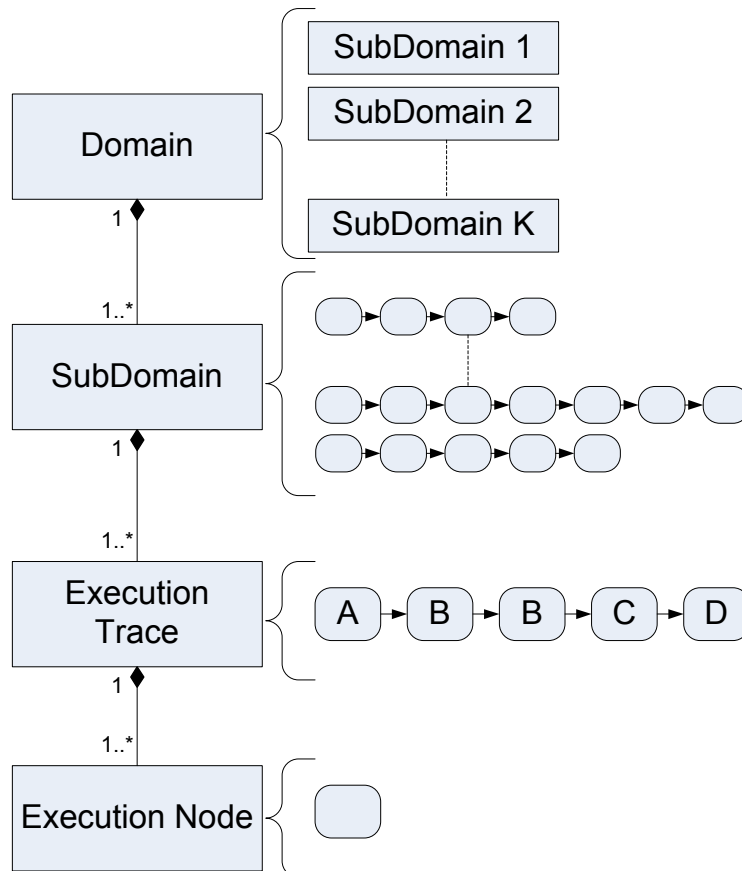 SubDomain 1
SubDomain 2
Domain
SubDomain K
1
1..*
SubDomain
1
1..*
Execution
Trace
A B B C D
1
1..*
Execution Node